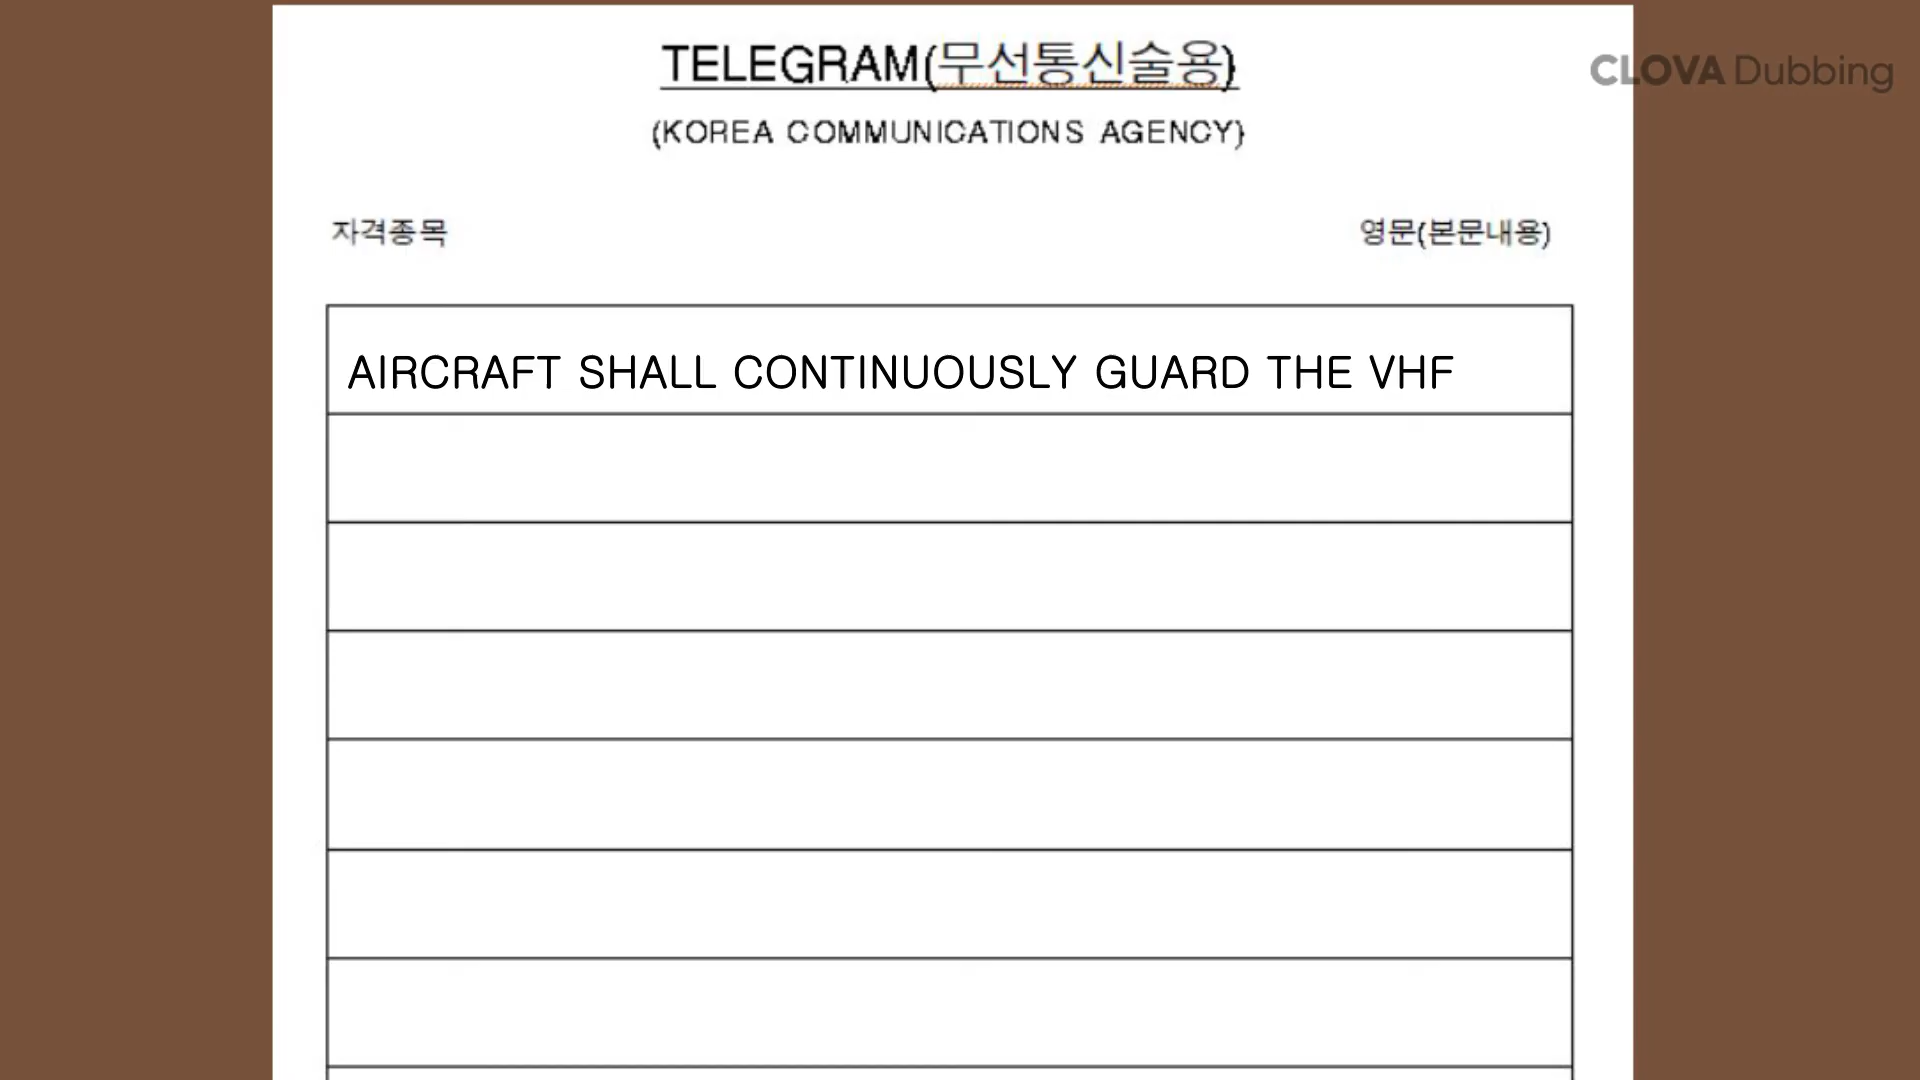 TELEGRAM(무선통신술용)
CLOVA Dubbing
(KOREA COMMUNICATIONS AGENCY)
자격종목 영문(본문내용)
AIRCRAFT SHALL CONTINUOUSLY GUARD THE VHF